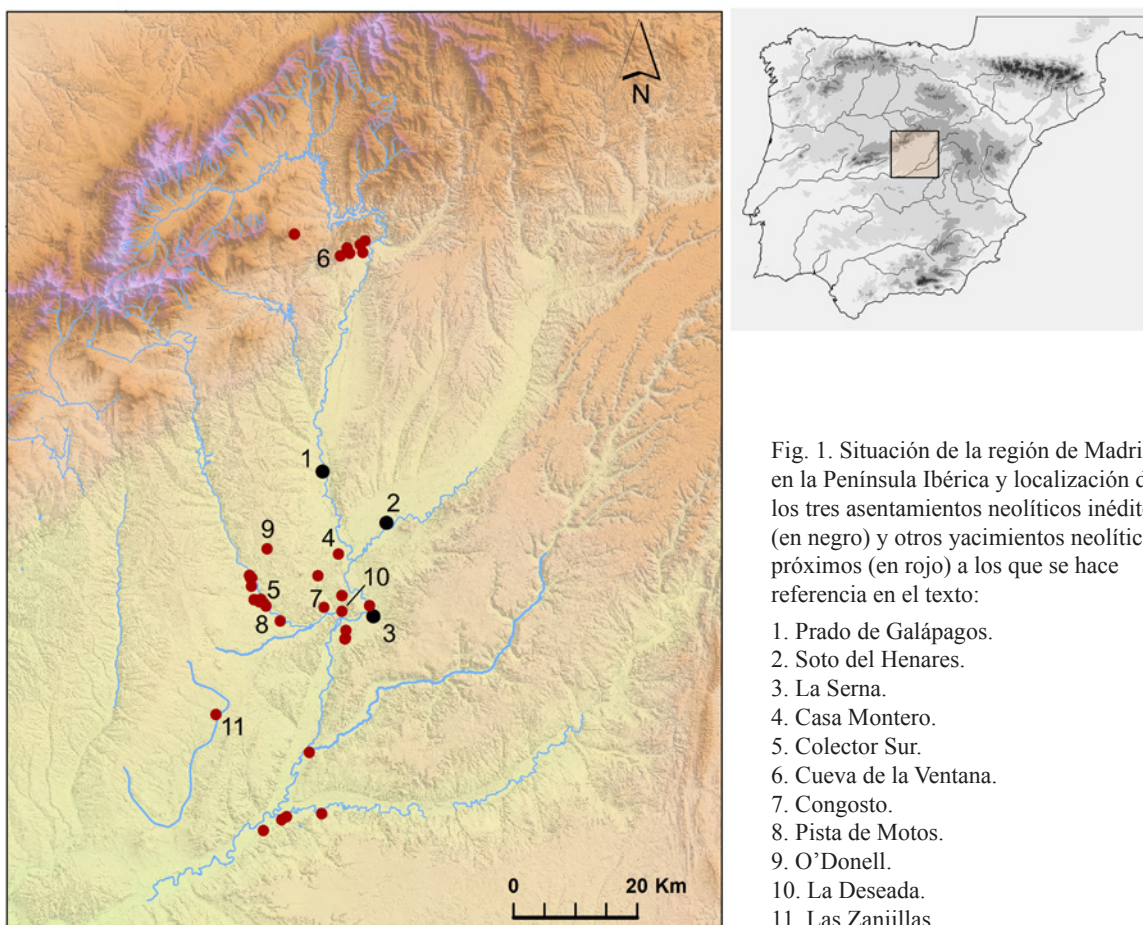 N
6
1
2
9
4
10
5
7
8
3
11
0 20 Km
Fig. 1. Situación de la región de Madri
en la Península Ibérica y localización d
los tres asentamientos neolíticos inédit
(en negro) y otros yacimientos neolític
próximos (en rojo) a los que se hace
referencia en el texto:
1. Prado de Galápagos.
2. Soto del Henares.
3. La Serna.
4. Casa Montero.
5. Colector Sur.
6. Cueva de la Ventana.
7. Congosto.
8. Pista de Motos.
9. O’Donell.
10. La Deseada.
11. Las Zanjillas